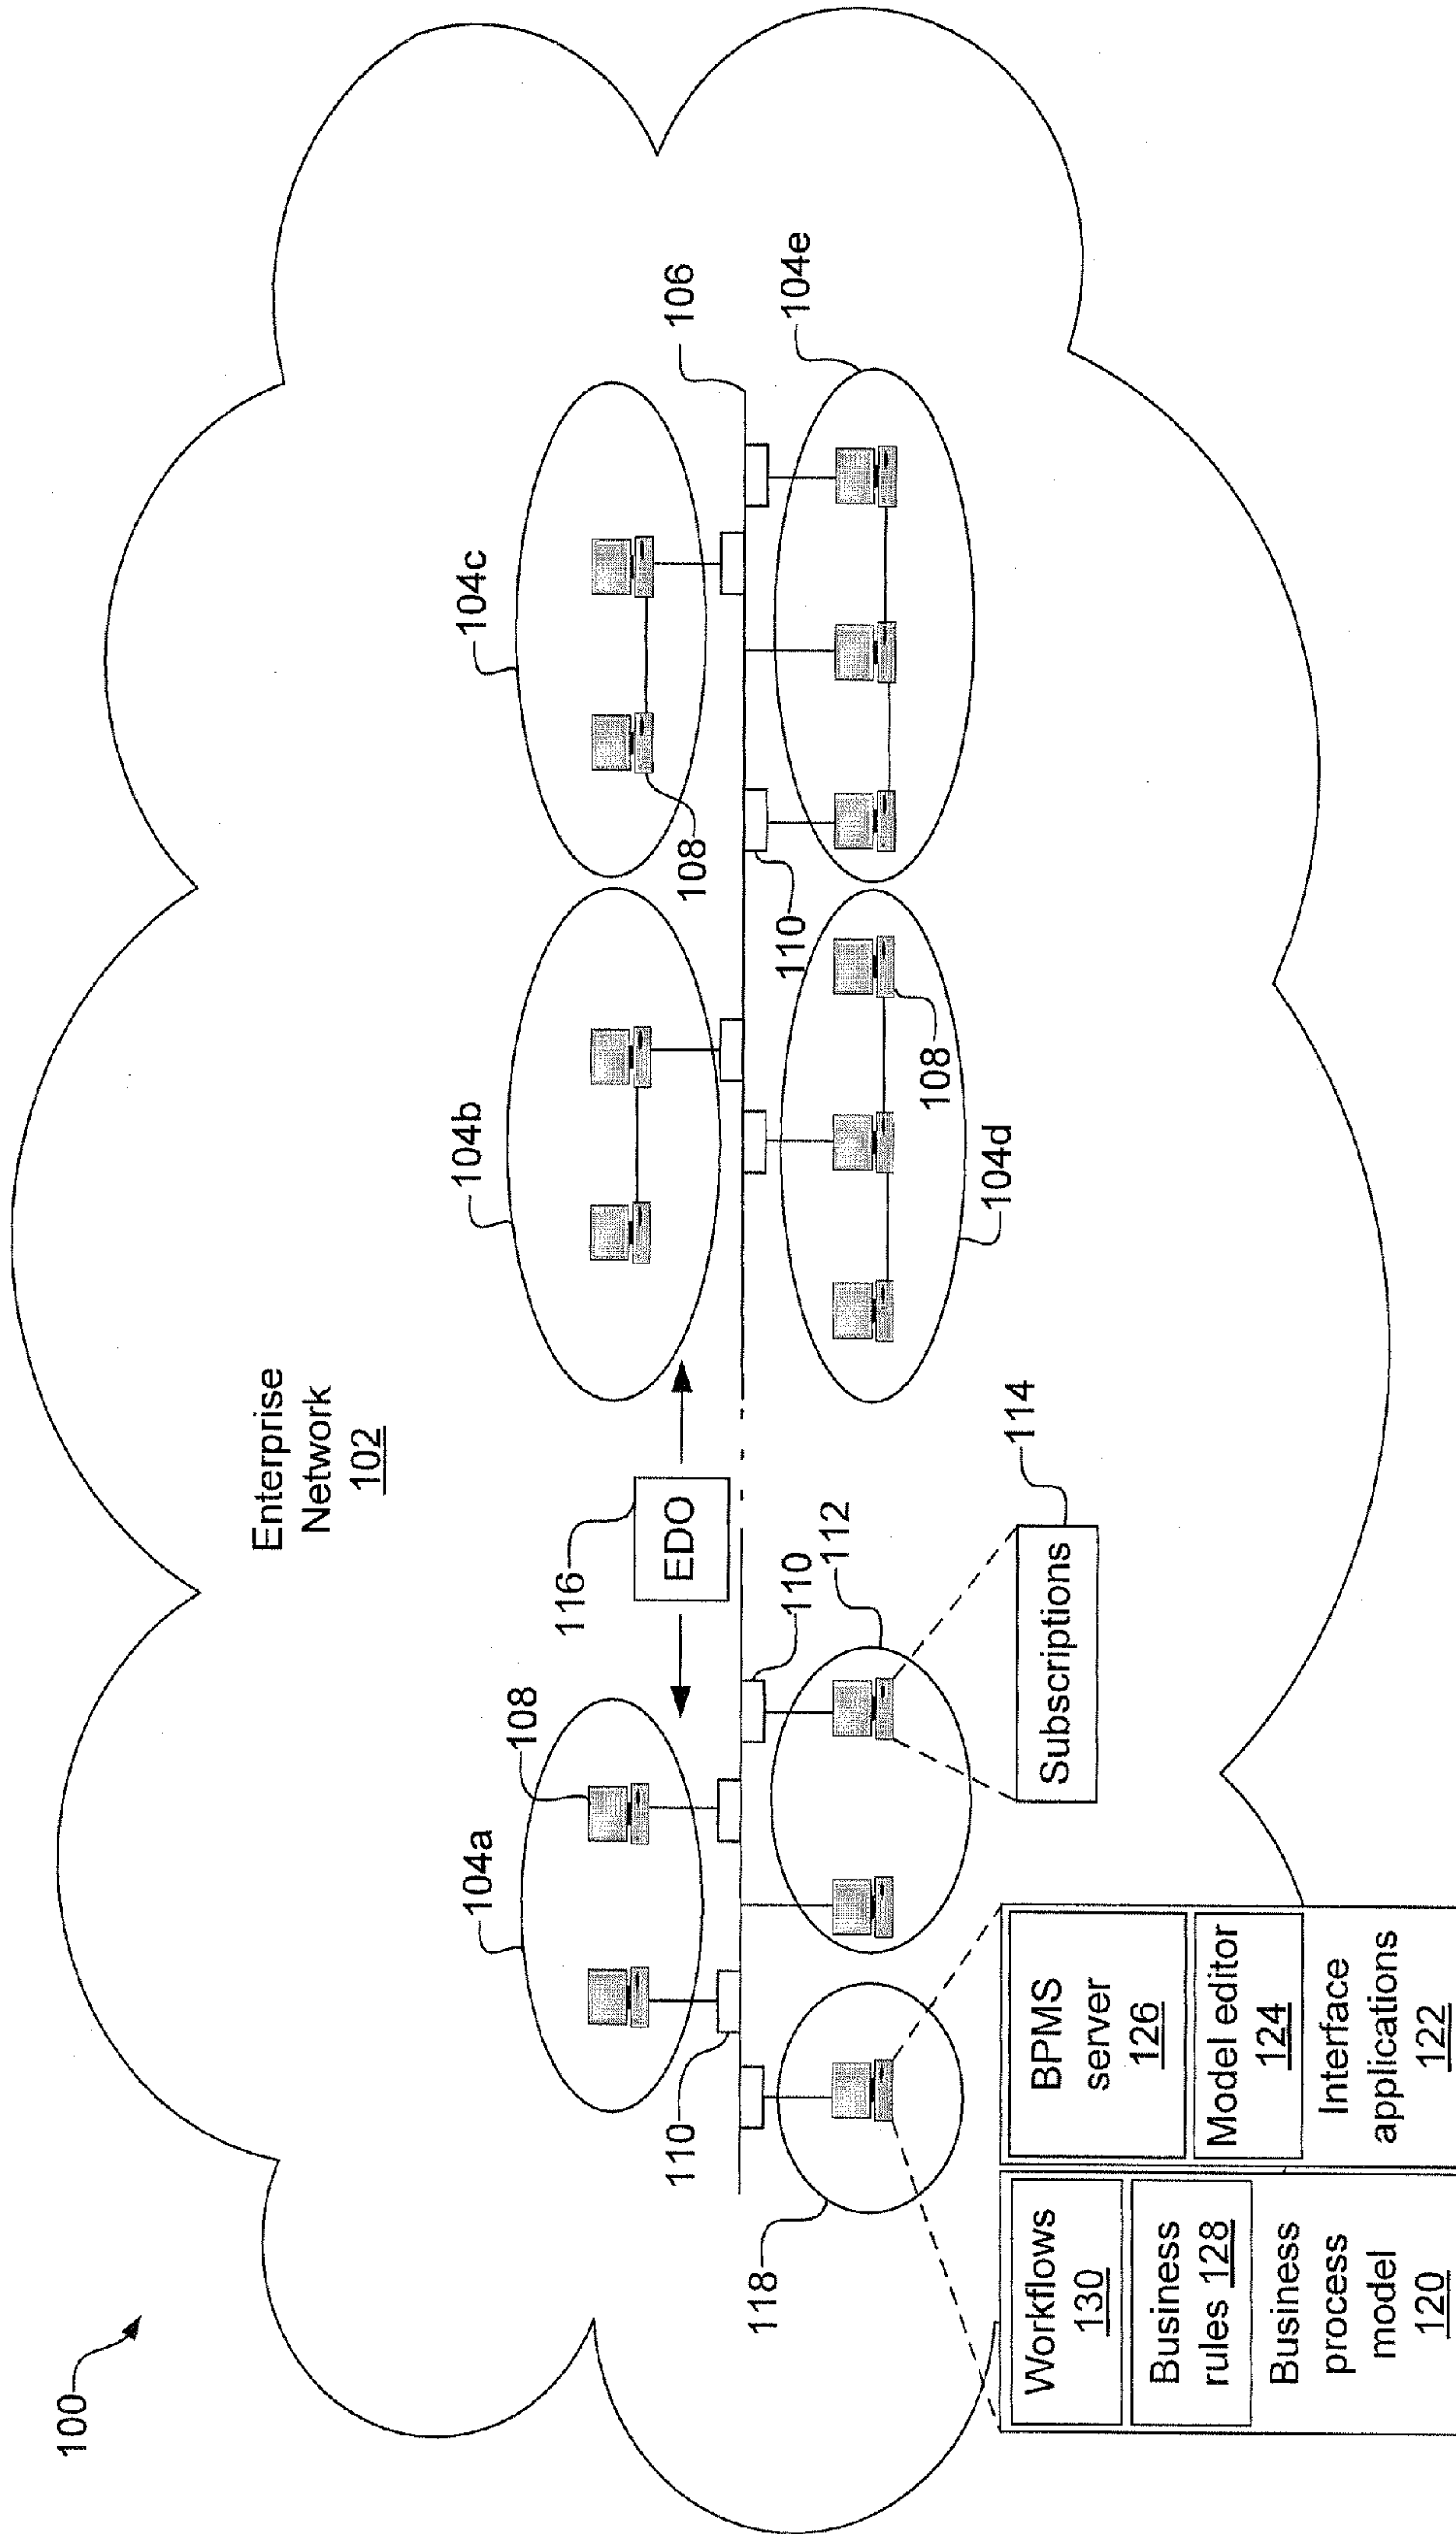 100
Enterprise
Network
102
104a
108
116
EDO
104b
104c
108
106
110
110
112
110
104e
118
108
104d
114
Subscriptions
Workflows
130
Business
rules 128
Business
process
model
120
BPMS
server
126
Model editor
124
Interface
applications
122